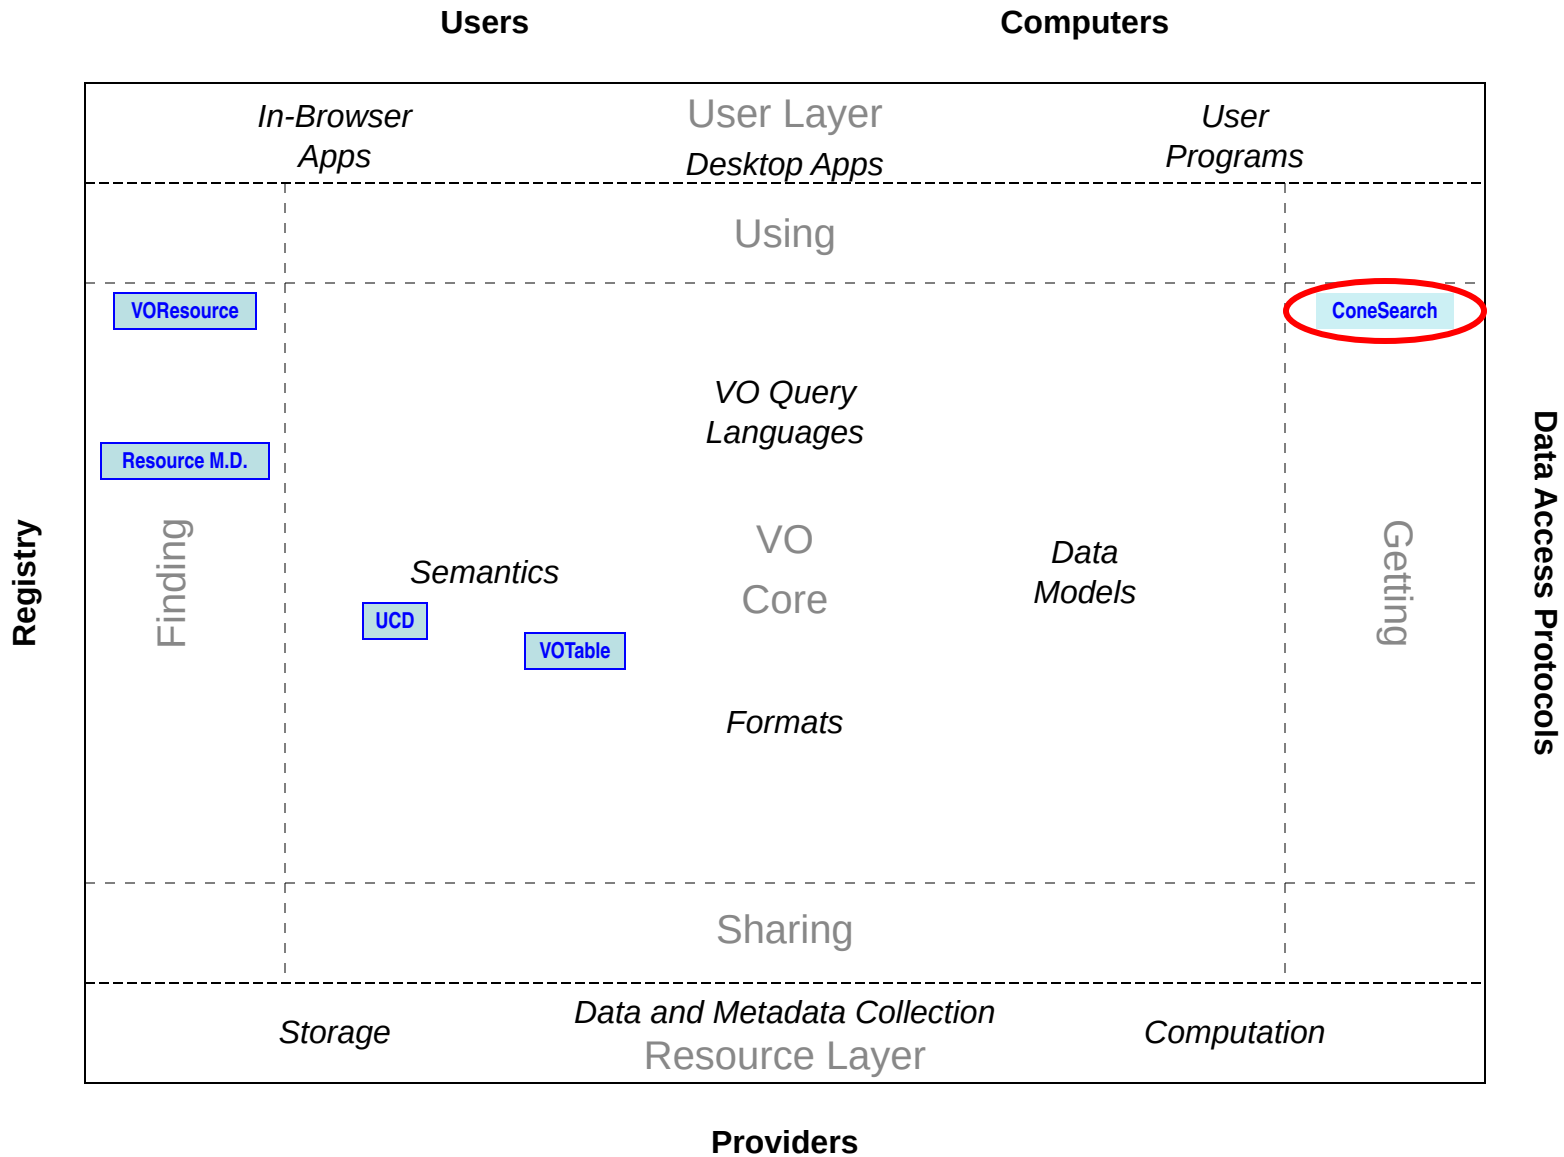 Users
Computers
In-Browser
Apps
User Layer
Desktop Apps
User
Programs
Using
VOResource
ConeSearch
VO Query
Languages
Resource M.D.
Registry
Finding
Semantics
UCD
VOTable
VO
Core
Data
Models
Getting
Data Access Protocols
Formats
Sharing
Storage
Data and Metadata Collection
Resource Layer
Computation
Providers